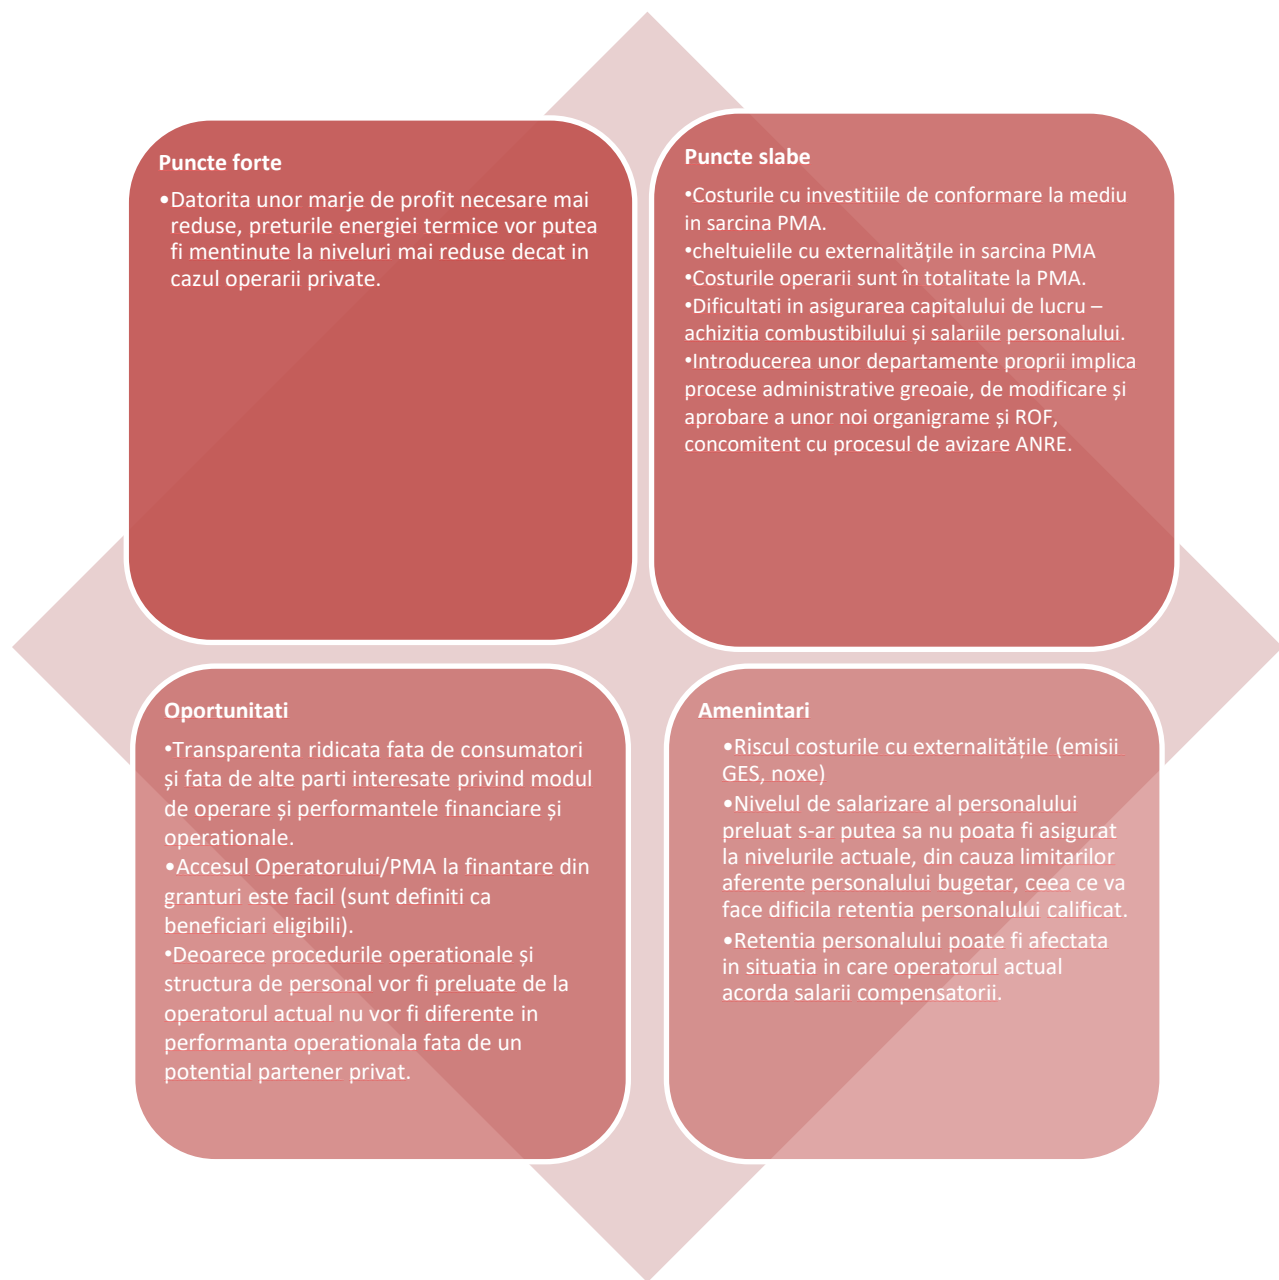 Puncte forte
•Datorita unor marje de profit necesare mai
reduse, preturile energiei termice vor putea
fi mentinute la niveluri mai reduse decat in
cazul operarii private.
Puncte slabe
•Costurile cu investitiile de conformare la mediu
in sarcina PMA.
•cheltuielile cu externalitățile in sarcina PMA
•Costurile operarii sunt în totalitate la PMA.
•Dificultati in asigurarea capitalului de lucru –
achizitia combustibilului și salariile personalului.
•Introducerea unor departamente proprii implica
procese administrative greoaie, de modificare și
aprobare a unor noi organigrame și ROF,
concomitent cu procesul de avizare ANRE.
Oportunitati
•Transparenta ridicata fata de consumatori
și fata de alte parti interesate privind modul
de operare și performantele financiare și
operationale.
•Accesul Operatorului/PMA la finantare din
granturi este facil (sunt definiti ca
beneficiari eligibili).
•Deoarece procedurile operationale și
structura de personal vor fi preluate de la
operatorul actual nu vor fi diferente in
performanta operationala fata de un
potential partener privat.
Amenintari
•Riscul costurile cu externalitățile (emisii
GES, noxe)
•Nivelul de salarizare al personalului
preluat s-ar putea sa nu poata fi asigurat
la nivelurile actuale, din cauza limitarilor
aferente personalului bugetar, ceea ce va
face dificila retentia personalului calificat.
•Retentia personalului poate fi afectata
in situatia in care operatorul actual
acorda salarii compensatorii.